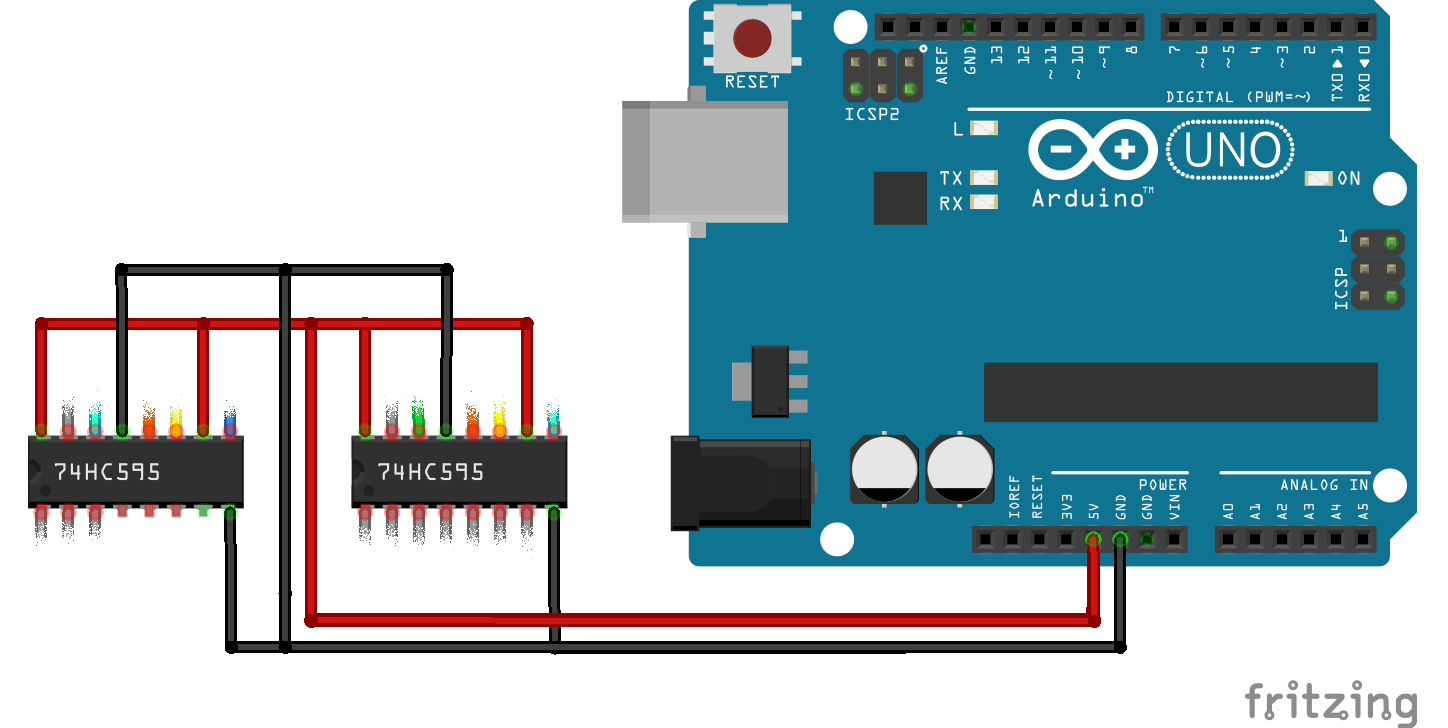 RESET
ICSP2
AREF
GND
13
12
~11
~10
~9
8
7
~6
~5
4
~3
2
TX0▶1
RX0◀0
DIGITAL (PWM=~)
L
TX
RX
Arduino™
UNO
ON
1
ICSP
74HC595
74HC595
IOREF
RESET
3V3
5V
GND
GND
VIN
POWER
ANALOG IN
A0
A1
A2
A3
A4
A5
fritzing